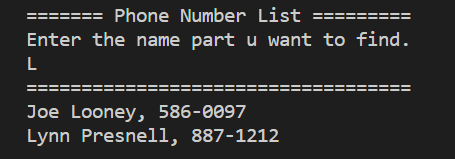 ======= Phone Number List =========
Enter the name part u want to find.
L
===================================
Joe Looney, 586-0097
Lynn Presnell, 887-1212